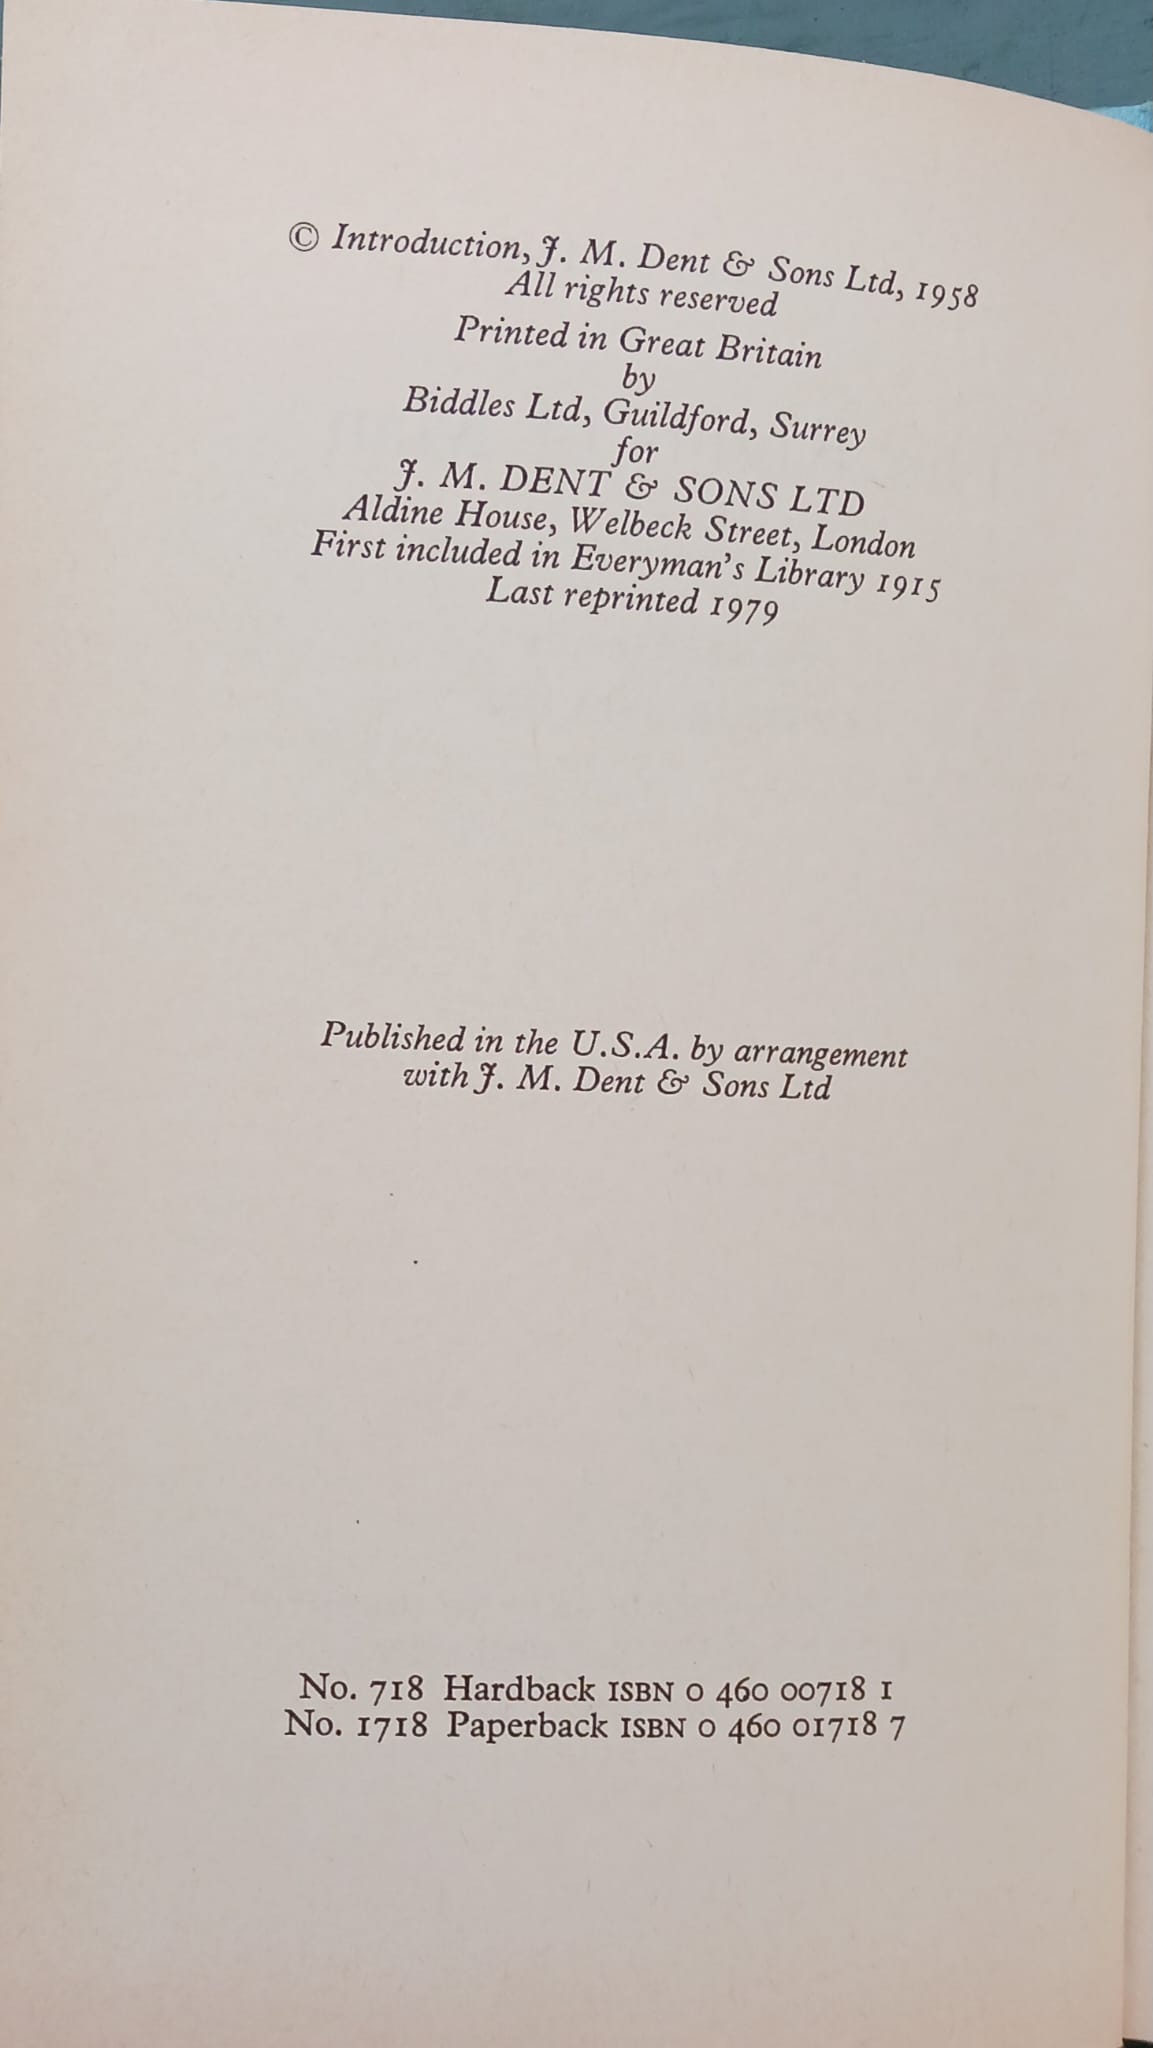 © Introduction, J. M. Dent & Sons Ltd, 1958
All rights reserved
Printed in Great Britain
by
Biddles Ltd, Guildford, Surrey
for
J. M. DENT & SONS LTD
Aldine House, Welbeck Street, London
First included in Everyman's Library 1915
Last reprinted 1979
Published in the U.S.A. by arrangement
with J. M. Dent & Sons Ltd
No. 718 Hardback ISBN 0 460 00718 1
No. 1718 Paperback ISBN 0 460 01718 7